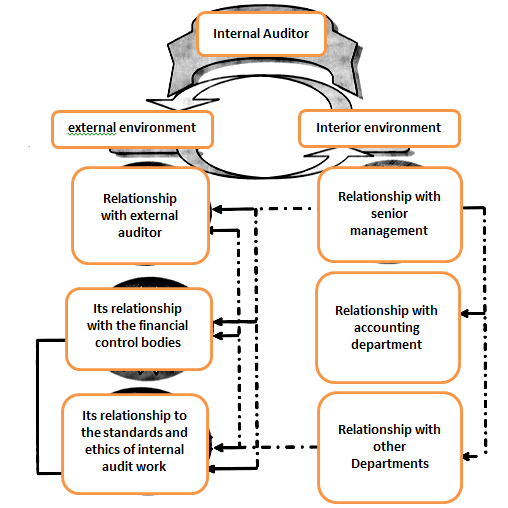 Internal Auditor
external environment
Interior environment
Relationship
with external
auditor
Relationship with
senior
management
Its relationship
with the financial
control bodies
Relationship with
accounting
department
Its relationship to
the standards and
ethics of internal
audit work
Relationship with
other
Departments